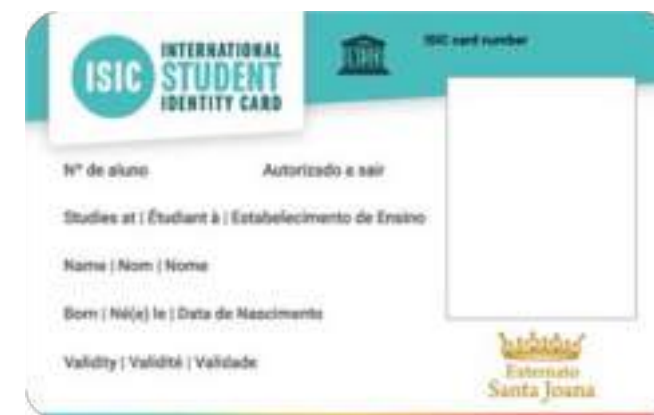 ISIC
INTERNATIONAL
STUDENT
IDENTITY CARD
ISIC card number
Nº de aluno Autorizado a sair
Studies at | Étudiant à | Estabelecimento de Ensino
Name | Nom | Nome
Born | Né(e) le | Data de Nascimento
Validity | Validité | Validade
Externato
Santa Joana